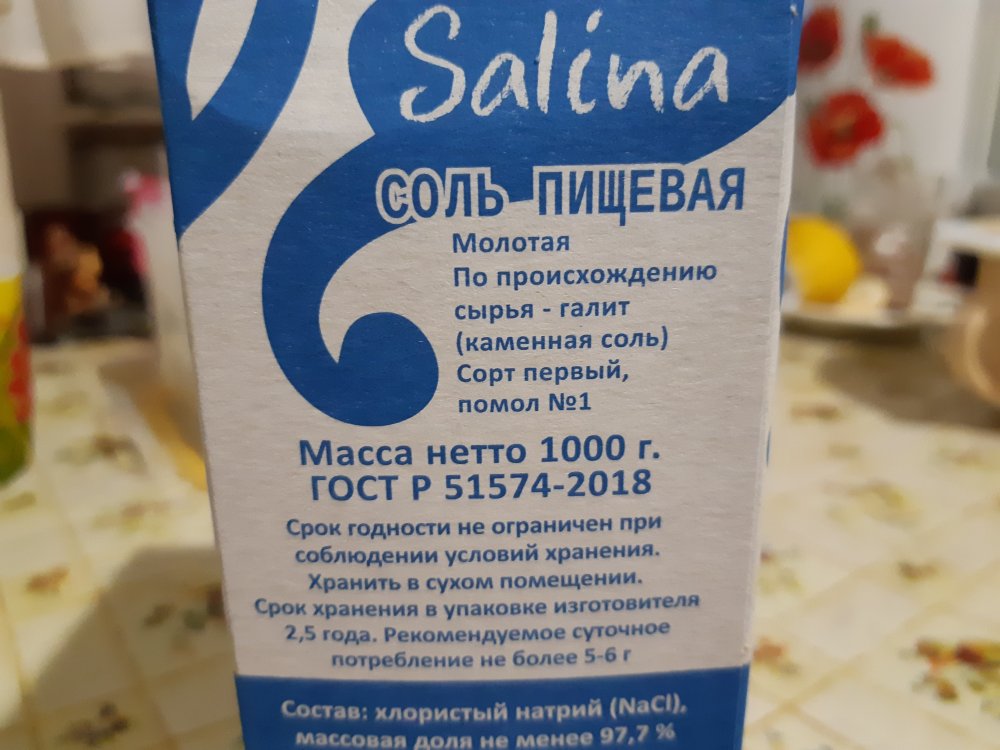 Salina
СОЛЬ ПИЩЕВАЯ
Молотая
По происхождению
сырья - галит
(каменная соль)
Сорт первый,
помол №1
Масса нетто 1000 г.
ГОСТ Р 51574-2018
Срок годности не ограничен при
соблюдении условий хранения.
Хранить в сухом помещении.
Срок хранения в упаковке изготовителя
2,5 года. Рекомендуемое суточное
потребление не более 5-6 г
Состав: хлористый натрий (NaCl),
массовая доля не менее 97,7 %